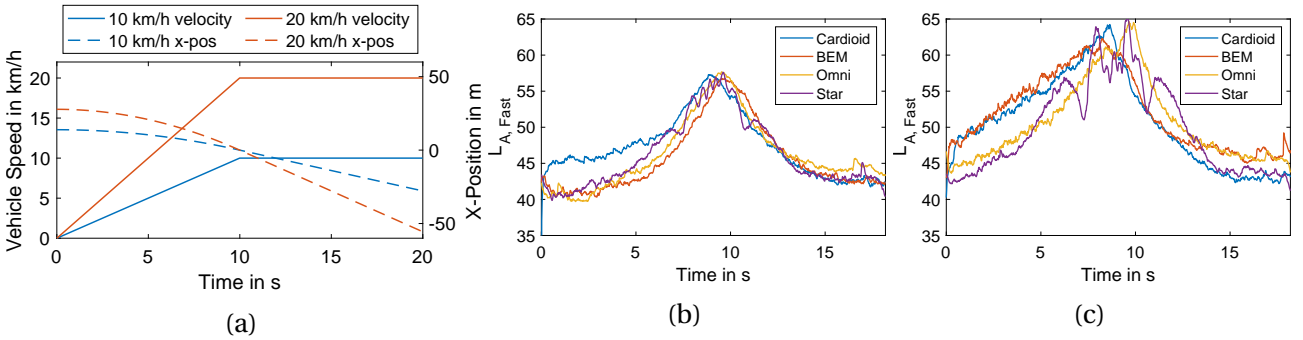 10 km/h velocity
20 km/h velocity
10 km/h x-pos
20 km/h x-pos
Vehicle Speed in km/h
20
15
10
5
0
50
0
-50
X-Position in m
0
5
10
15
20
Time in s
(a)
L_A, Fast
65
60
55
50
45
40
35
Cardioid
BEM
Omni
Star
0
5
10
15
Time in s
(b)
L_A, Fast
65
60
55
50
45
40
35
Cardioid
BEM
Omni
Star
0
5
10
15
Time in s
(c)